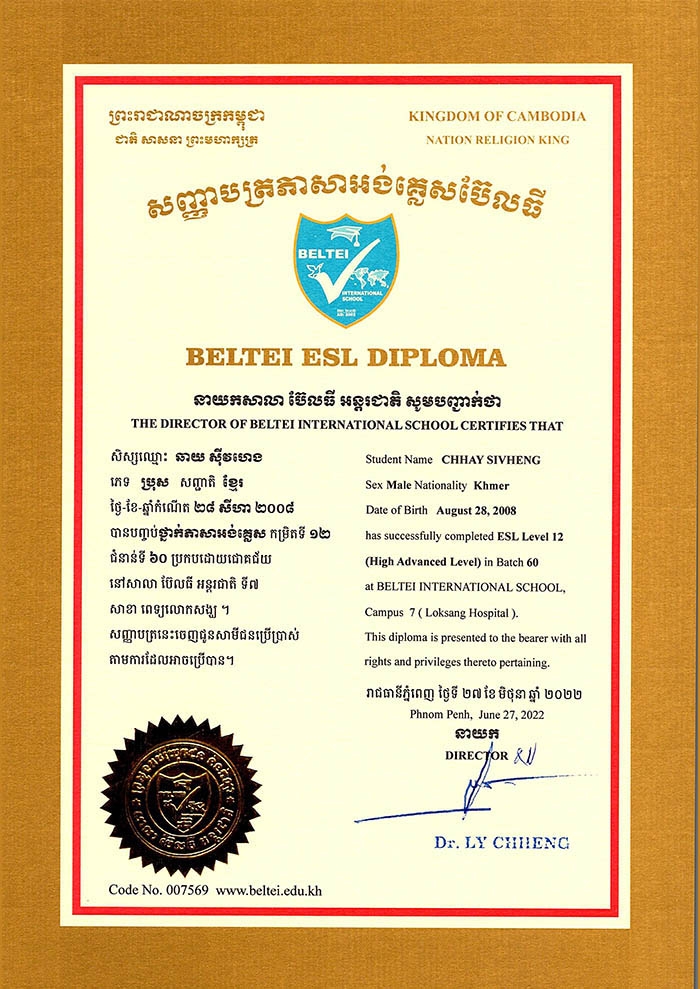 ព្រះរាជាណាចក្រកម្ពុជា
ជាតិ សាសនា ព្រះមហាក្សត្រ
KINGDOM OF CAMBODIA
NATION RELIGION KING
សញ្ញាបត្រភាសាអង់គ្លេសប៊ែលធី
BELTEI
INTERNATIONAL
SCHOOL
BELTEI ESL DIPLOMA
នាយកសាលា ប៊ែលធី អន្តរជាតិ សូមបញ្ជាក់ថា
THE DIRECTOR OF BELTEI INTERNATIONAL SCHOOL CERTIFIES THAT
សិស្សឈ្មោះ ឆាយ ស៊ីវហេង
ភេទ ប្រុស សញ្ជាតិ ខ្មែរ
ថ្ងៃ-ខែ-ឆ្នាំកំណើត ២៨ សីហា ២០០៨
បានបញ្ចប់ថ្នាក់ភាសាអង់គ្លេស កម្រិតទី ១២
ជំនាន់ទី ៦០ ប្រកបដោយជោគជ័យ
នៅសាលា ប៊ែលធី អន្តរជាតិ ទី៧
សាខា ពេទ្យលោកសង្ឃ ។
សញ្ញាបត្រនេះចេញជូនសាមីជនប្រើប្រាស់
តាមការដែលអាចប្រើបាន។
Student Name CHHAY SIVHENG
Sex Male Nationality Khmer
Date of Birth August 28, 2008
has successfully completed ESL Level 12
(High Advanced Level) in Batch 60
at BELTEI INTERNATIONAL SCHOOL,
Campus 7 ( Loksang Hospital ).
This diploma is presented to the bearer with all
rights and privileges thereto pertaining.
រាជធានីភ្នំពេញ ថ្ងៃទី ២៧ ខែ មិថុនា ឆ្នាំ ២០២២
Phnom Penh, June 27, 2022
នាយក
DIRECTOR
Dr. LY CHHENG
Code No. 007569 www.beltei.edu.kh